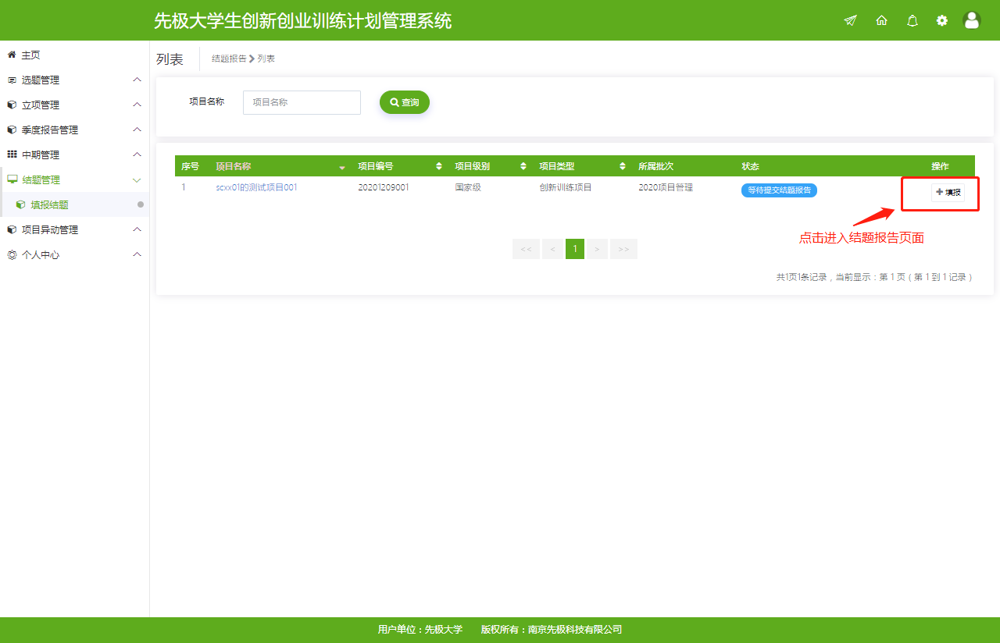 先极大学生创新创业训练计划管理系统
主页
选题管理
立项管理
季度报告管理
中期管理
结题管理
填报结题
项目异动管理
个人中心
列表 结题报告 列表
项目名称 项目名称 查询
序号 项目名称 项目编号 项目级别 项目类型 所属批次 状态 操作
1 scxx01的测试项目001 20201209001 国家级 创新训练项目 2020项目管理 等待提交结题报告 填报
点击进入结题报告页面
<< < 1 > >>
共1页1条记录，当前显示：第 1 页 ( 第 1 到 1 记录 )
用户单位：先极大学 版权所有：南京先极科技有限公司